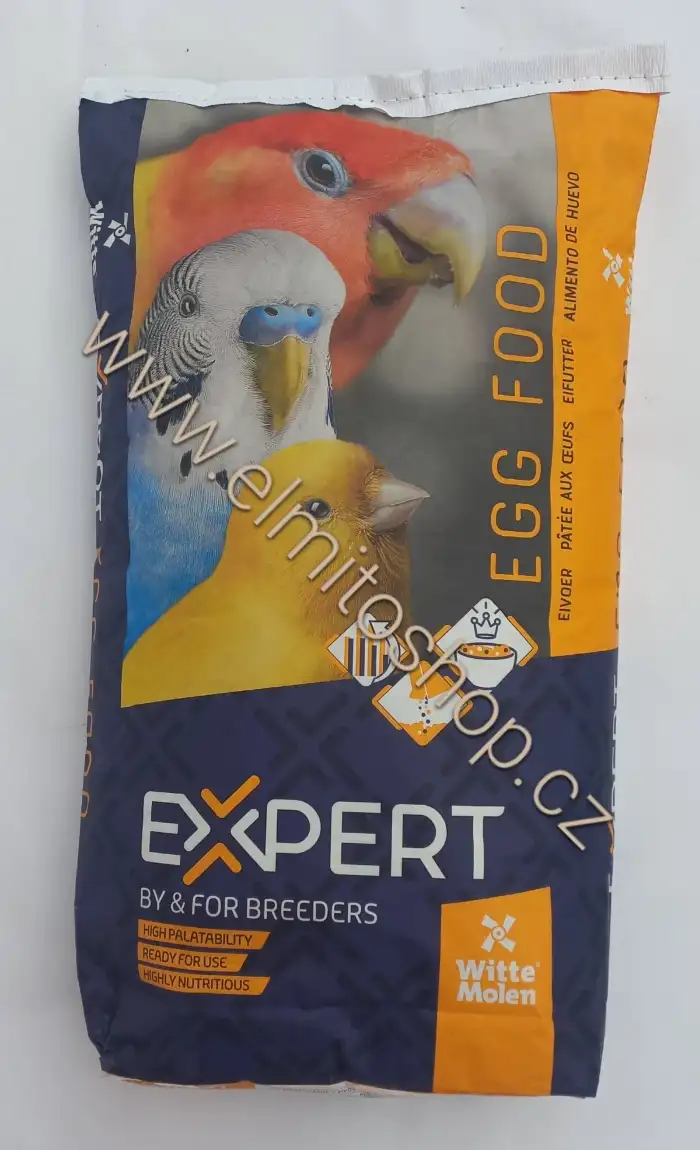 EGG FOOD
EIVOER PÂTÉE AUX ŒUFS EIFUTTER ALIMENTO DE HUEVO
www.elmitoshop.cz
EXPERT
BY & FOR BREEDERS
HIGH PALATABILITY
READY FOR USE
HIGHLY NUTRITIOUS
Witte
Molen
Witte